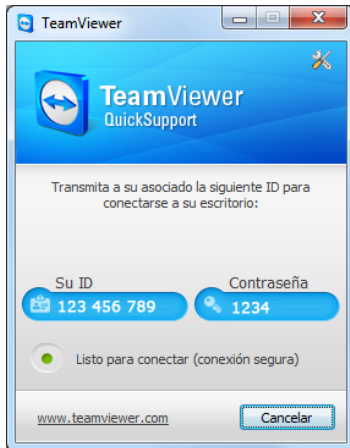 TeamViewer
TeamViewer
QuickSupport
Transmita a su asociado la siguiente ID para
conectarse a su escritorio:
Su ID
Contraseña
123 456 789
1234
Listo para conectar (conexión segura)
www.teamviewer.com
Cancelar